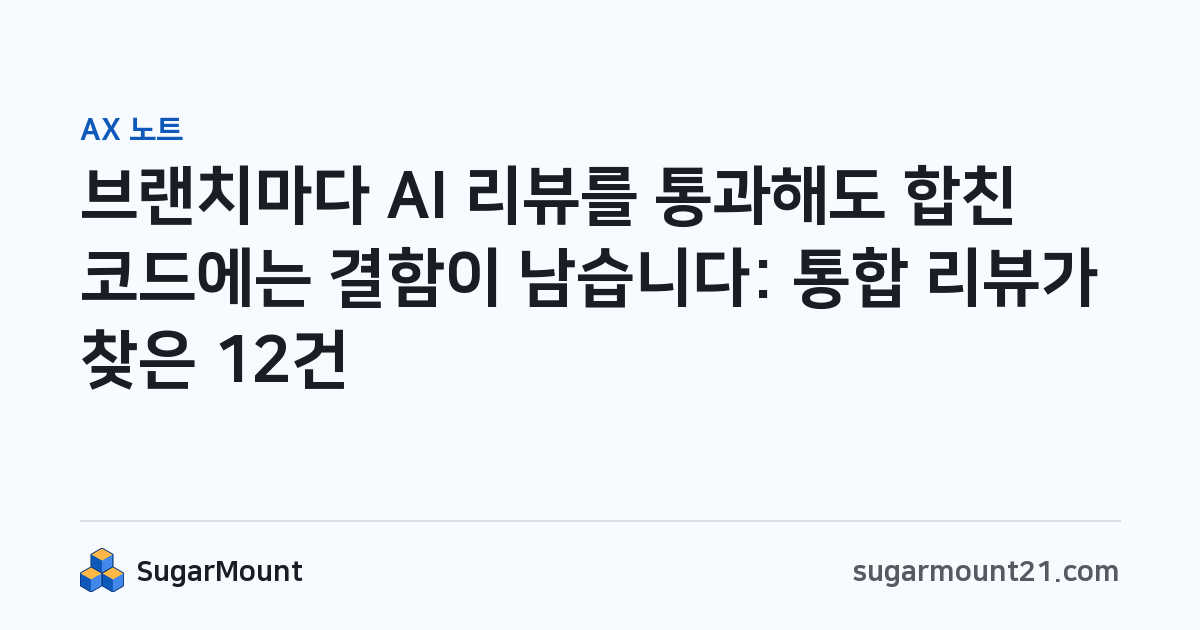 AX 노트
브랜치마다 AI 리뷰를 통과해도 합친
코드에는 결함이 남습니다: 통합 리뷰가
찾은 12건
SugarMount
sugarmount21.com